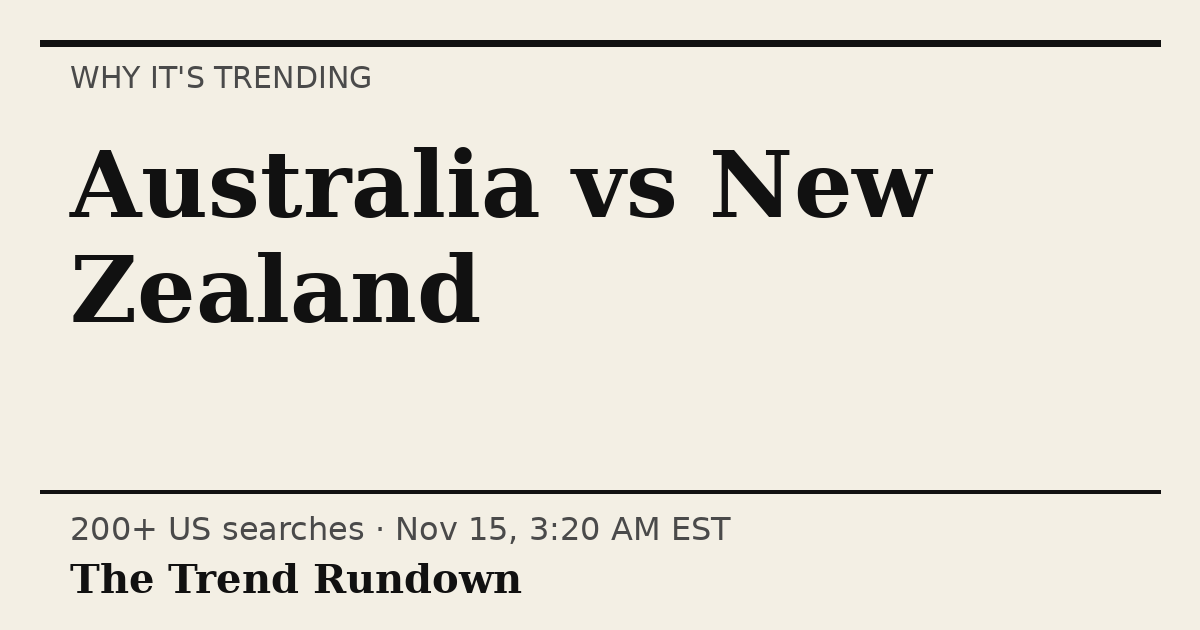 WHY IT'S TRENDING
Australia vs New
Zealand
200+ US searches · Nov 15, 3:20 AM EST
The Trend Rundown